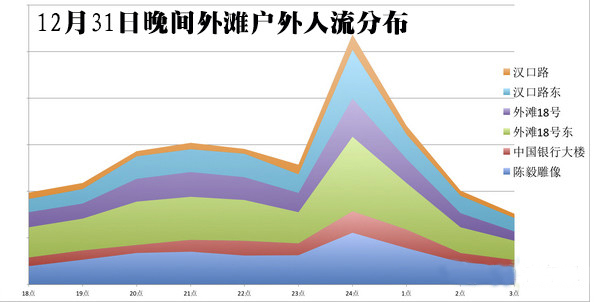 12月31日晚间外滩户外人流分布
汉口路
汉口路东
外滩18号
外滩18号东
中国银行大楼
陈毅雕像
18点 19点 20点 21点 22点 23点 24点 1点 2点 3点